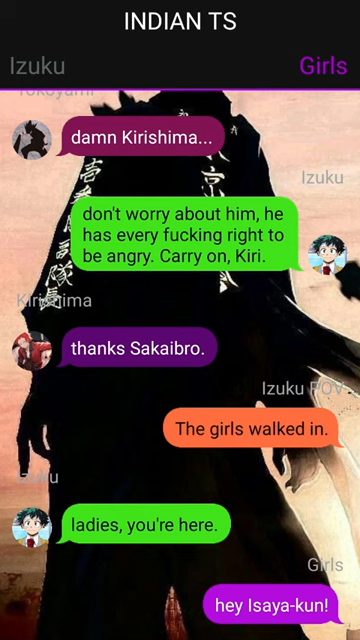 INDIAN TS
Izuku
Girls
Tokoyami
damn Kirishima...
Izuku
don't worry about him, he
has every fucking right to
be angry. Carry on, Kiri.
Kirishima
thanks Sakaibro.
Izuku POV
The girls walked in.
Izuku
ladies, you're here.
Girls
hey Isaya-kun!